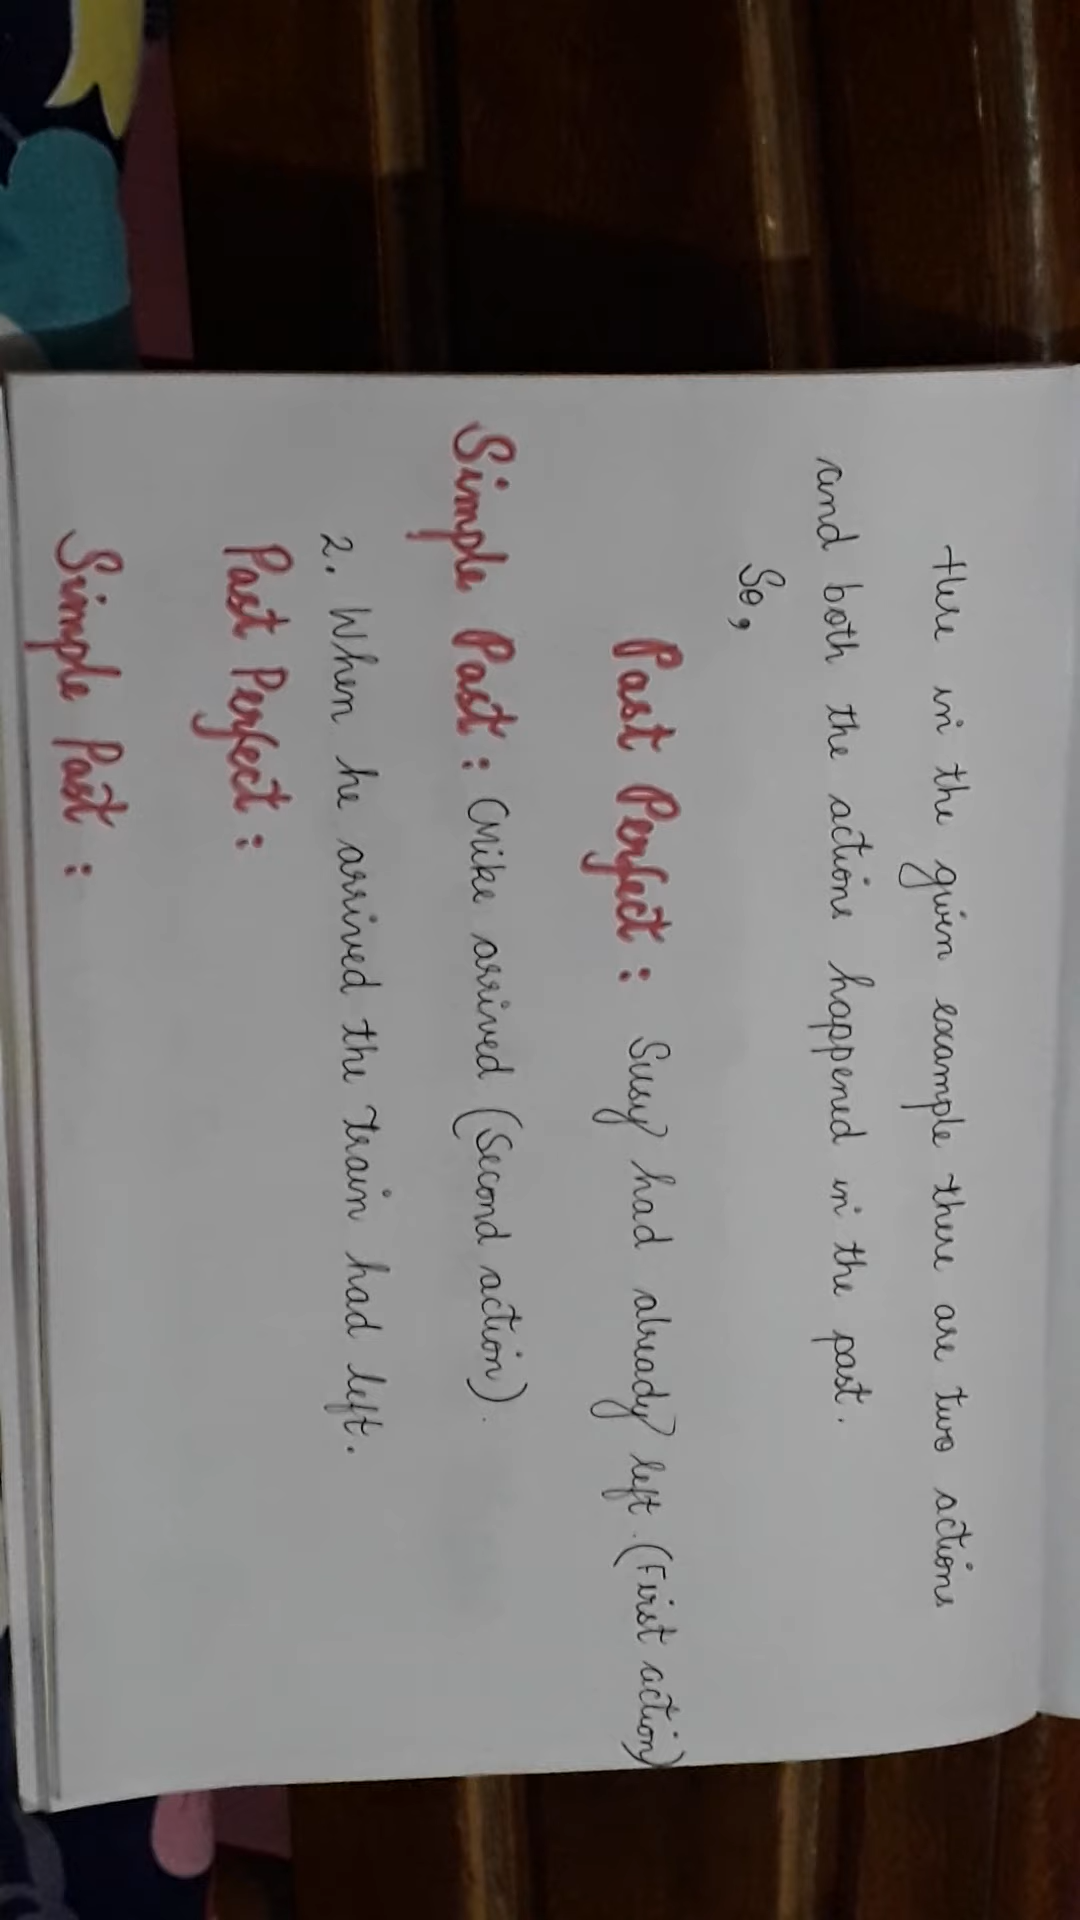 Here in the given example there are two actions
and both the actions happened in the past.
So,
Past Perfect : Susy had already left. (First action)
Simple Past : Mike arrived (Second action).
2. When he arrived the train had left.
Past Perfect :
Simple Past :